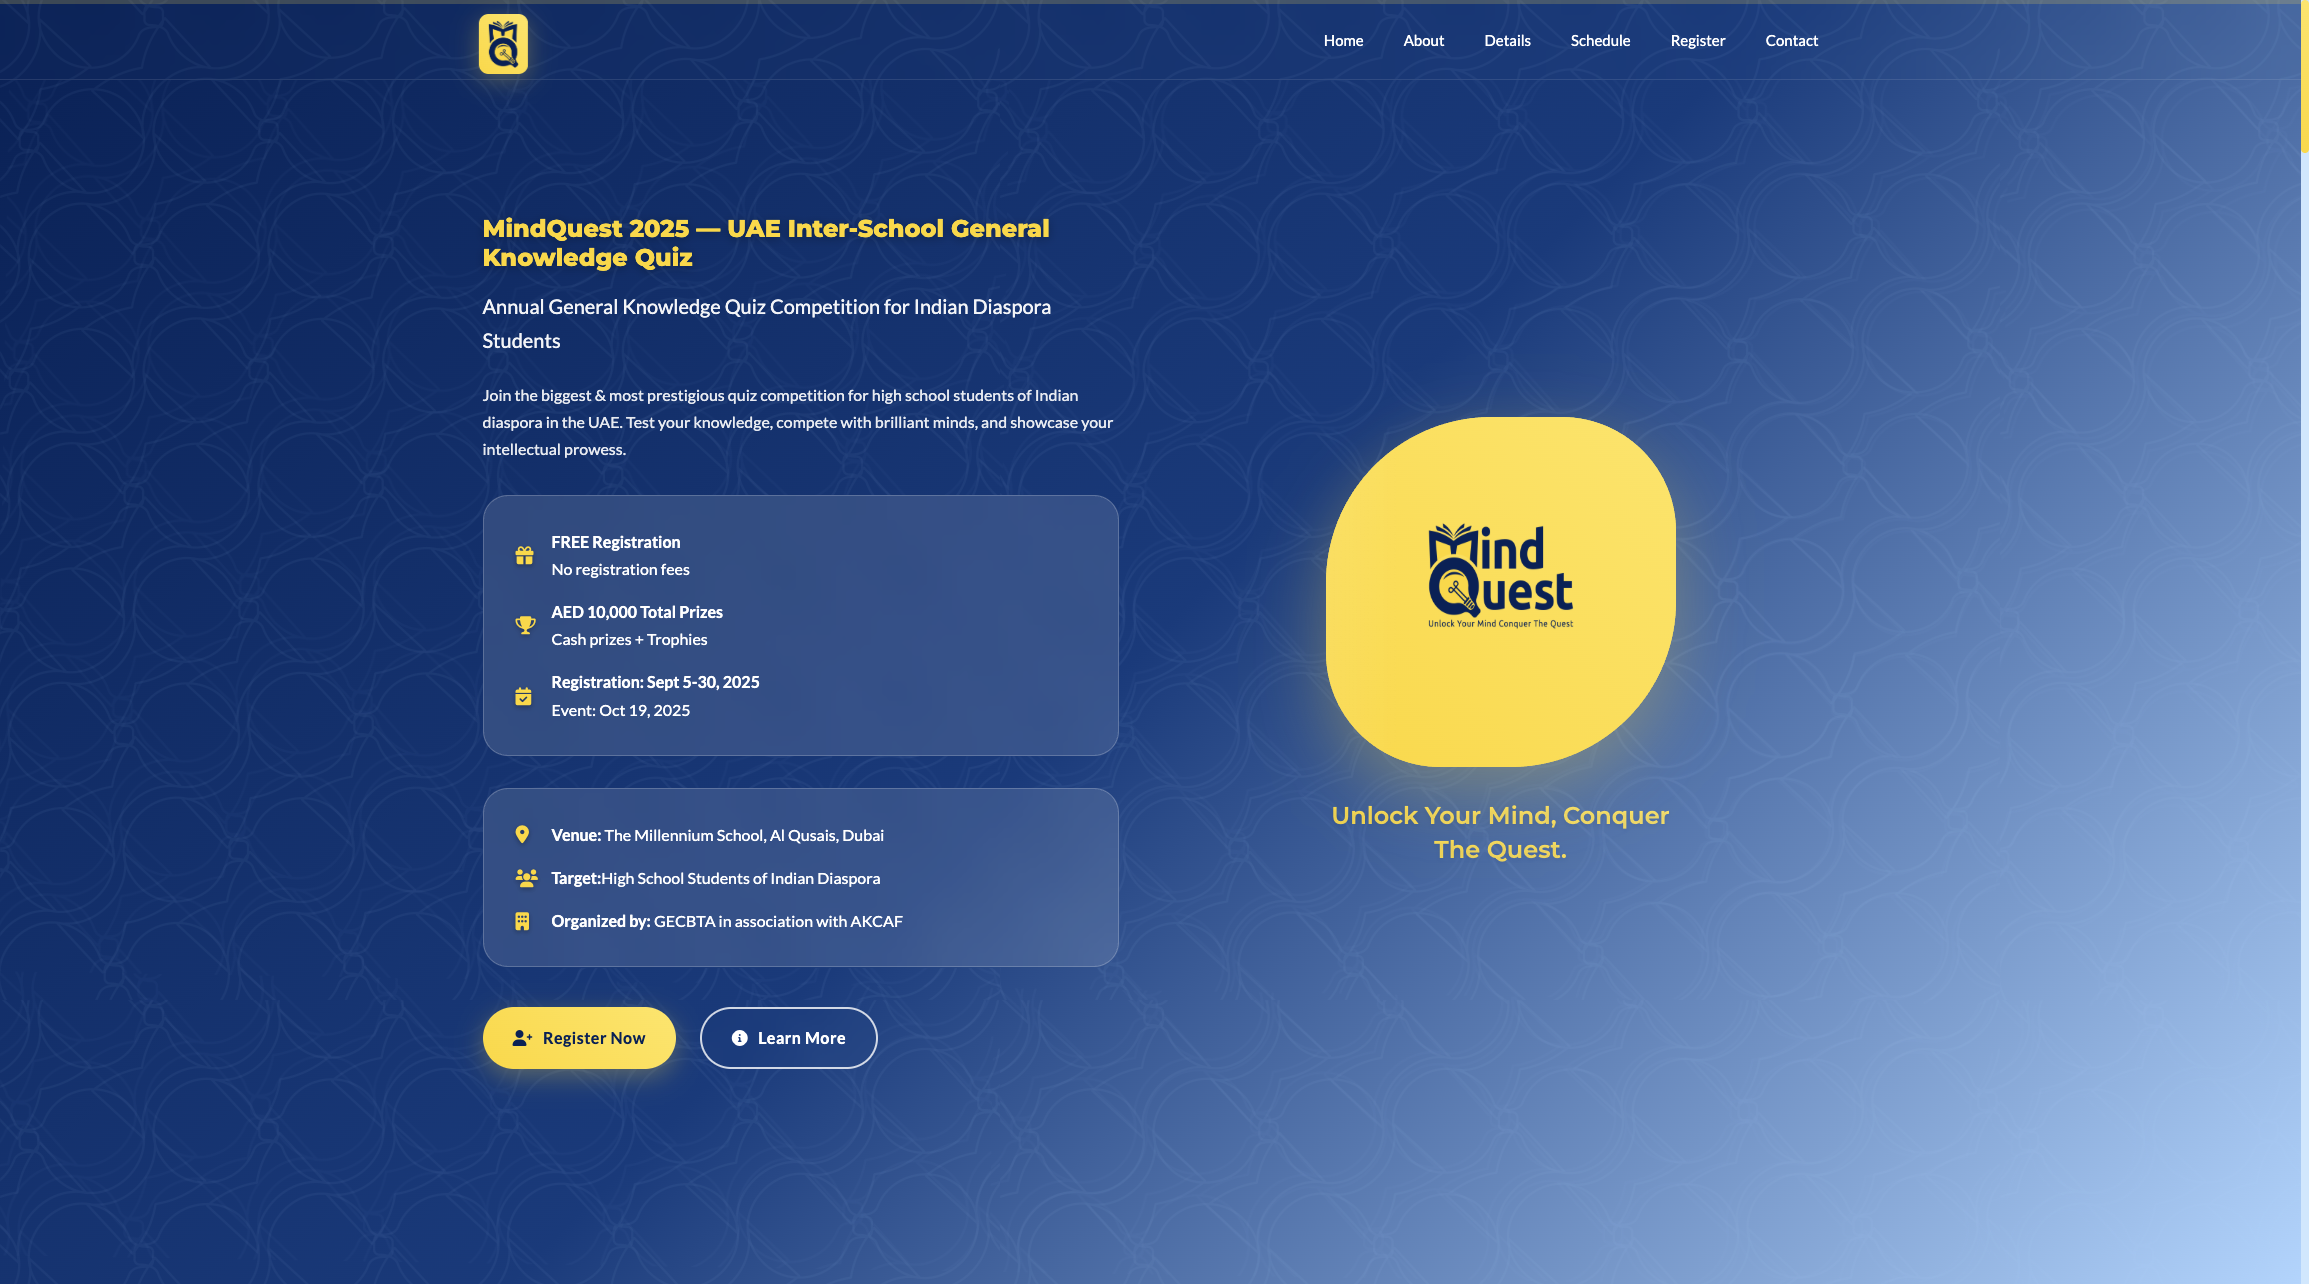 Home About Details Schedule Register Contact
MindQuest 2025 — UAE Inter-School General
Knowledge Quiz
Annual General Knowledge Quiz Competition for Indian Diaspora
Students
Join the biggest & most prestigious quiz competition for high school students of Indian
diaspora in the UAE. Test your knowledge, compete with brilliant minds, and showcase your
intellectual prowess.
FREE Registration
No registration fees
AED 10,000 Total Prizes
Cash prizes + Trophies
Registration: Sept 5-30, 2025
Event: Oct 19, 2025
Venue: The Millennium School, Al Qusais, Dubai
Target:High School Students of Indian Diaspora
Organized by: GECBTA in association with AKCAF
Register Now
Learn More
Mind
Quest
Unlock Your Mind Conquer The Quest
Unlock Your Mind, Conquer
The Quest.